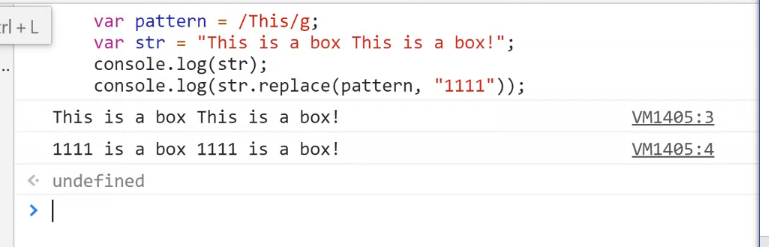 var pattern = /This/g;
trl + L
var str = "This is a box This is a box!";
console.log(str);
console.log(str.replace(pattern, "1111"));
This is a box This is a box! VM1405:3
1111 is a box 1111 is a box! VM1405:4
undefined